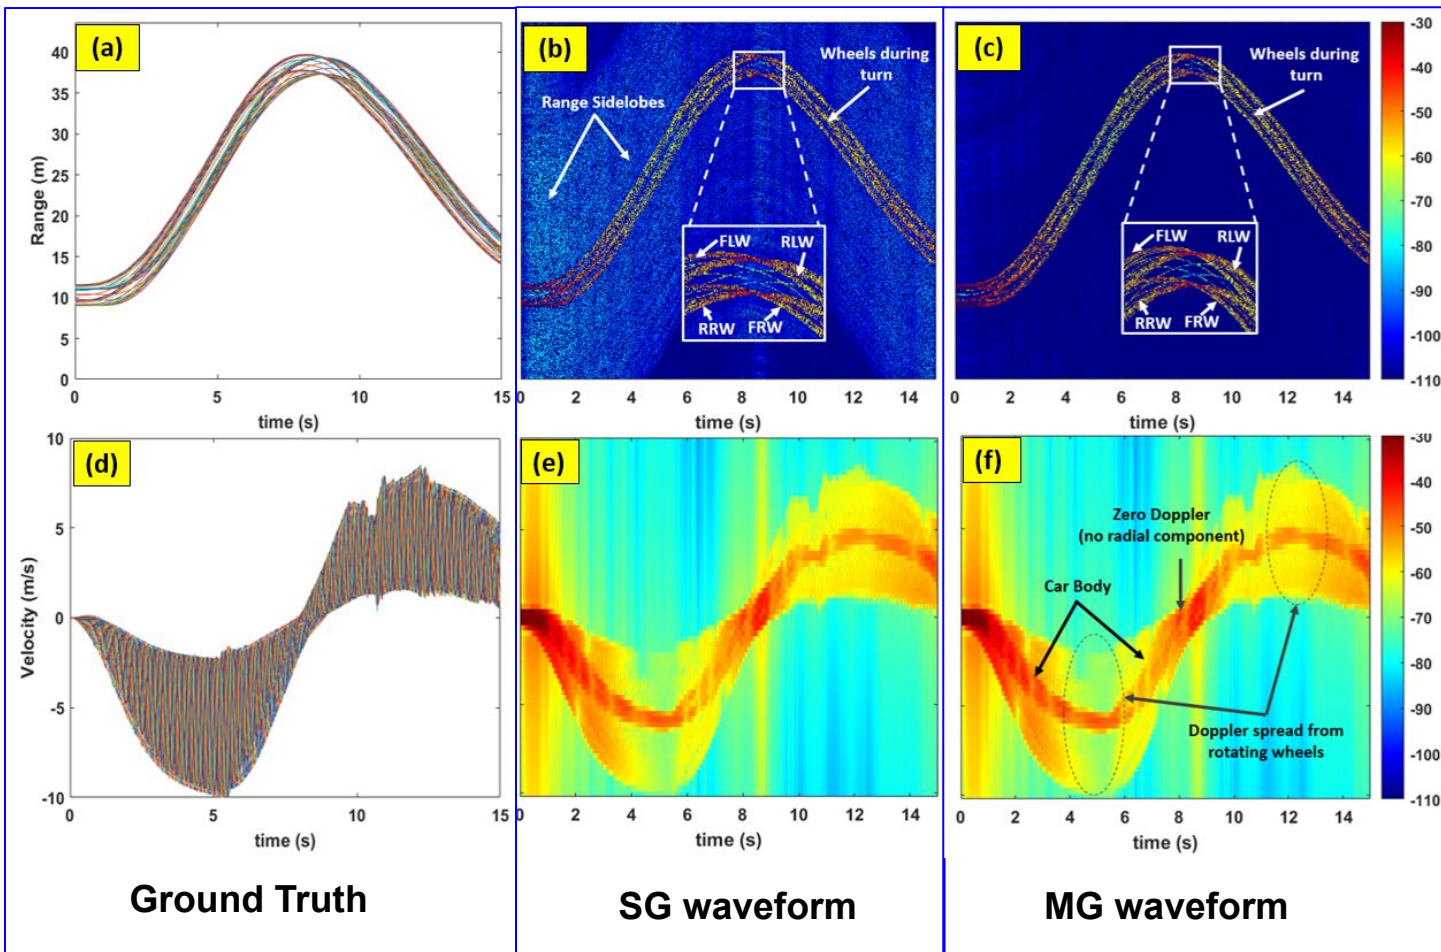 (a)
40
35
30
25
20
15
10
5
0
Range (m)
0 5 10 15
time (s)
(b)
Range Sidelobes
Wheels during
turn
FLW
RLW
RRW
FRW
0 2 4 6 8 10 12 14
time (s)
(c)
Wheels during
turn
FLW
RLW
RRW
FRW
0 2 4 6 8 10 12 14
time (s)
-30
-40
-50
-60
-70
-80
-90
-100
-110
(d)
10
5
0
-5
-10
Velocity (m/s)
0 5 10 15
time (s)
(e)
0 2 4 6 8 10 12 14
time (s)
(f)
Zero Doppler
(no radial component)
Car Body
Doppler spread from
rotating wheels
0 2 4 6 8 10 12 14
time (s)
-30
-40
-50
-60
-70
-80
-90
-100
-110
Ground Truth
SG waveform
MG waveform